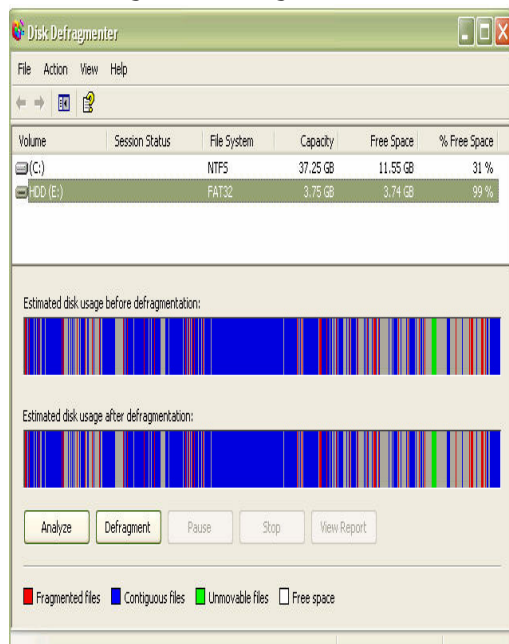 Disk Defragmenter
File Action View Help
Volume Session Status File System Capacity Free Space % Free Space
(C:) NTFS 37.25 GB 11.55 GB 31 %
HDD (E:) FAT32 3.75 GB 3.74 GB 99 %
Estimated disk usage before defragmentation:
Estimated disk usage after defragmentation:
Analyze Defragment Pause Stop View Report
Fragmented files Contiguous files Unmovable files Free space